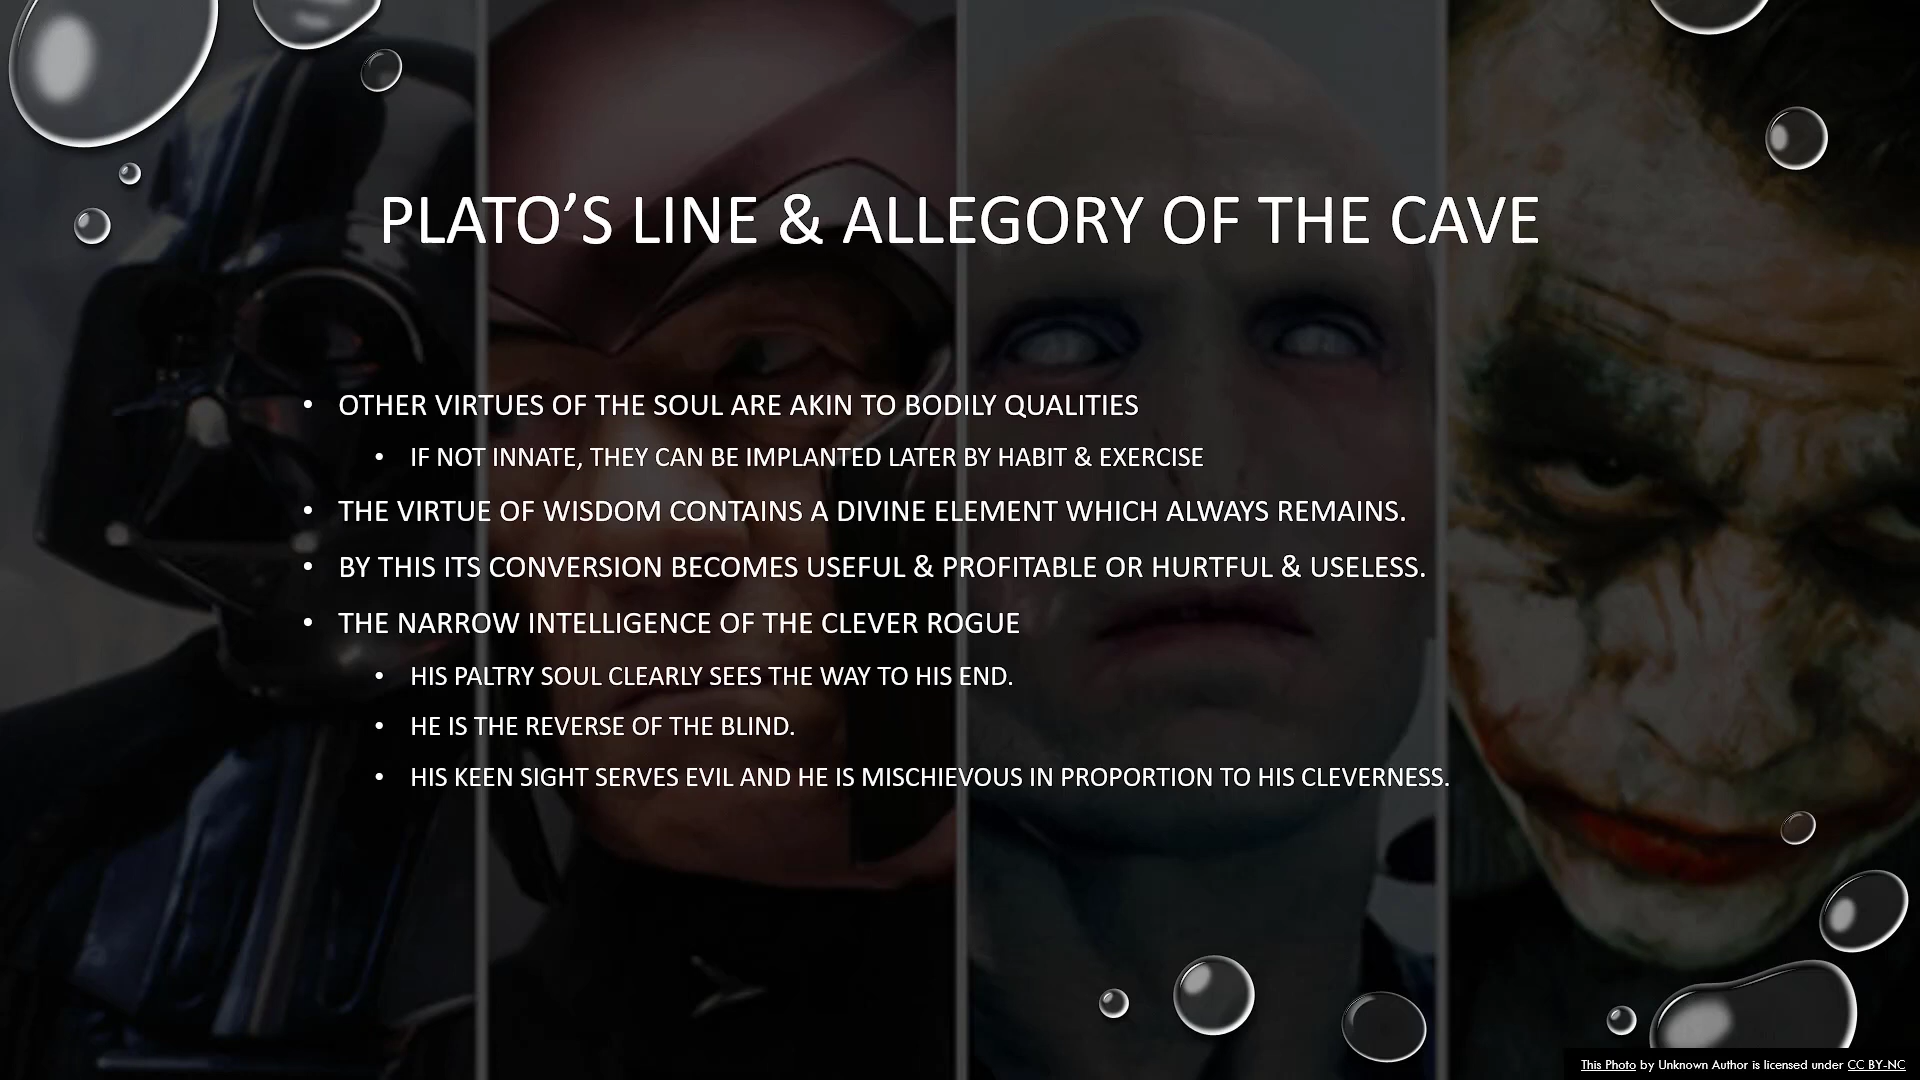 PLATO’S LINE & ALLEGORY OF THE CAVE
• OTHER VIRTUES OF THE SOUL ARE AKIN TO BODILY QUALITIES
• IF NOT INNATE, THEY CAN BE IMPLANTED LATER BY HABIT & EXERCISE
• THE VIRTUE OF WISDOM CONTAINS A DIVINE ELEMENT WHICH ALWAYS REMAINS.
• BY THIS ITS CONVERSION BECOMES USEFUL & PROFITABLE OR HURTFUL & USELESS.
• THE NARROW INTELLIGENCE OF THE CLEVER ROGUE
• HIS PALTRY SOUL CLEARLY SEES THE WAY TO HIS END.
• HE IS THE REVERSE OF THE BLIND.
• HIS KEEN SIGHT SERVES EVIL AND HE IS MISCHIEVOUS IN PROPORTION TO HIS CLEVERNESS.
This Photo by Unknown Author is licensed under CC BY-NC